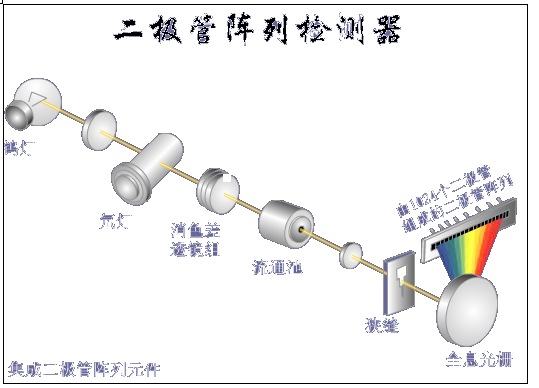 二极管阵列检测器
钨灯
氘灯
消色差
透镜组
流通池
由1024个二极管
组成的二极管阵列
狭缝
全息光栅
集成二极管阵列元件